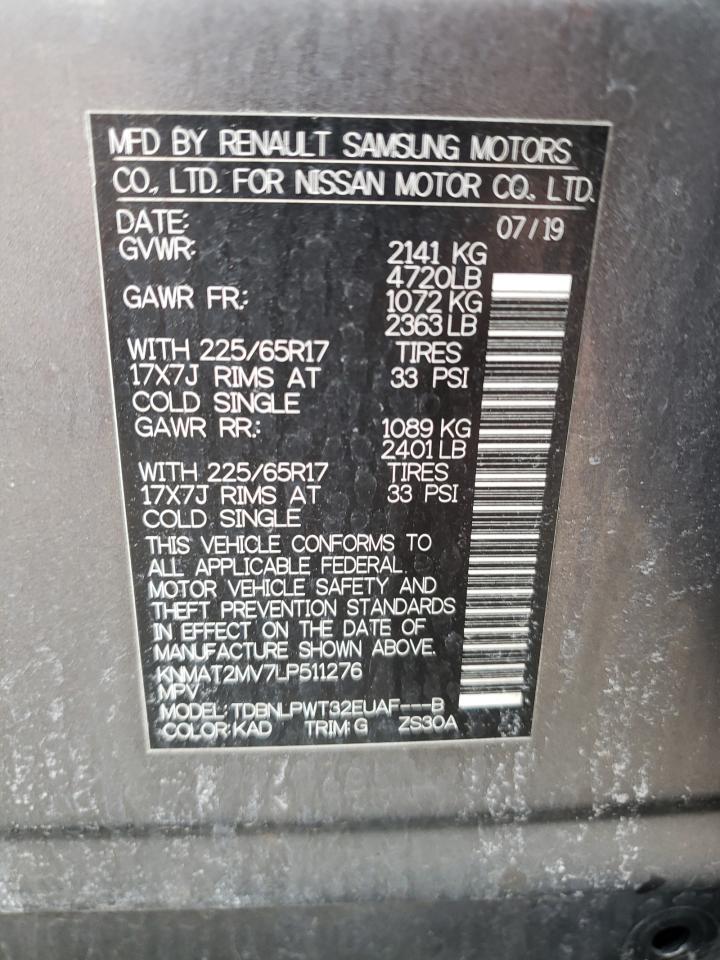 MFD BY RENAULT SAMSUNG MOTORS
CO., LTD. FOR NISSAN MOTOR CO., LTD.
DATE: 07/19
GVWR: 2141 KG
4720LB
GAWR FR.: 1072 KG
2363 LB
WITH 225/65R17 TIRES
17X7J RIMS AT 33 PSI
COLD SINGLE
GAWR RR.: 1089 KG
2401 LB
WITH 225/65R17 TIRES
17X7J RIMS AT 33 PSI
COLD SINGLE
THIS VEHICLE CONFORMS TO
ALL APPLICABLE FEDERAL
MOTOR VEHICLE SAFETY AND
THEFT PREVENTION STANDARDS
IN EFFECT ON THE DATE OF
MANUFACTURE SHOWN ABOVE.
KNMAT2MV7LP511276
MPV
MODEL: TDBNLPWT32EUAF---B
COLOR: KAD TRIM: G ZS30A